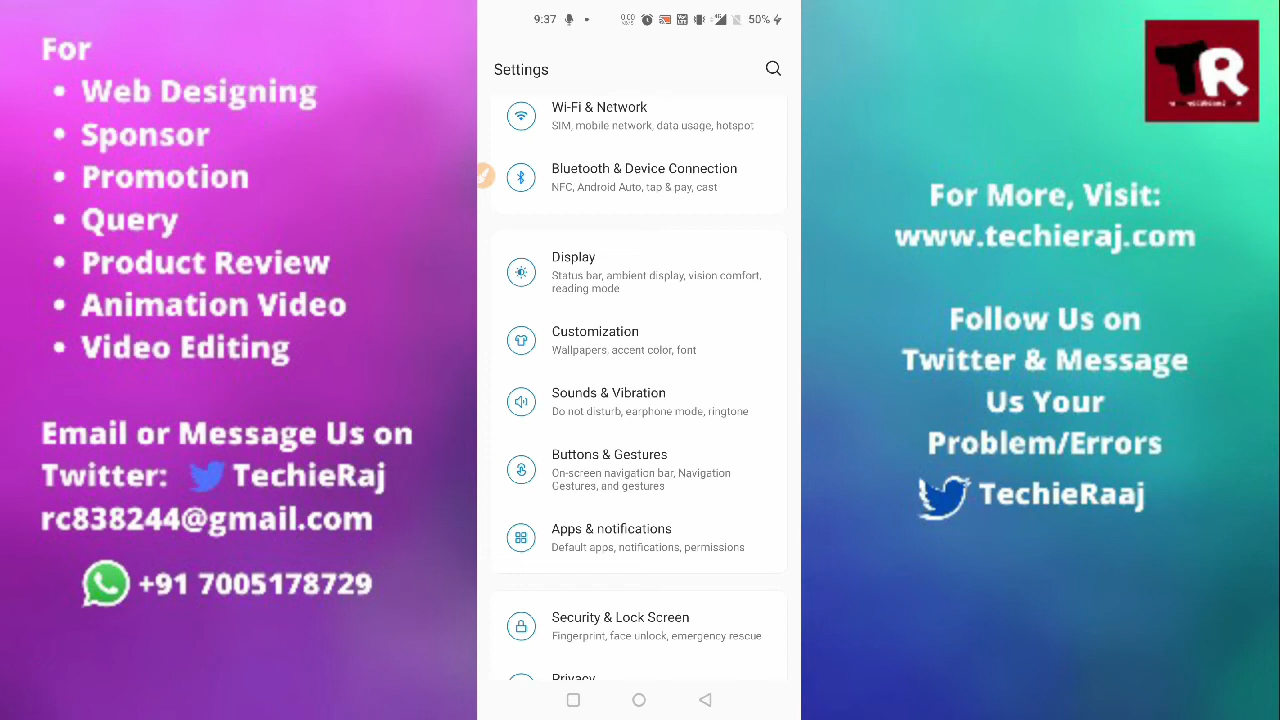 For
• Web Designing
• Sponsor
• Promotion
• Query
• Product Review
• Animation Video
• Video Editing
Email or Message Us on
Twitter: TechieRaj
rc838244@gmail.com
+91 7005178729
9:37
50%
Settings
Wi-Fi & Network
SIM, mobile network, data usage, hotspot
Bluetooth & Device Connection
NFC, Android Auto, tap & pay, cast
Display
Status bar, ambient display, vision comfort,
reading mode
Customization
Wallpapers, accent color, font
Sounds & Vibration
Do not disturb, earphone mode, ringtone
Buttons & Gestures
On-screen navigation bar, Navigation
Gestures, and gestures
Apps & notifications
Default apps, notifications, permissions
Security & Lock Screen
Fingerprint, face unlock, emergency rescue
Privacy
TR
For More, Visit:
www.techieraj.com
Follow Us on
Twitter & Message
Us Your
Problem/Errors
TechieRaaj